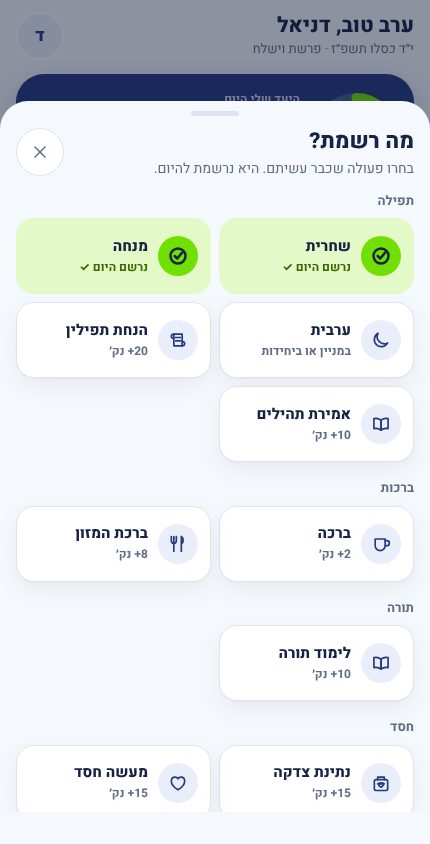 ערב טוב, דניאל
י״ד כסלו תשפ״ז · פרשת וישלח
ד
היעד שלי היום
מה רשמת?
בחרו פעולה שכבר עשיתם. היא נרשמת להיום.
תפילה
שחרית
נרשם היום ✓
מנחה
נרשם היום ✓
ערבית
במניין או ביחידות
הנחת תפילין
+20 נק׳
אמירת תהילים
+10 נק׳
ברכות
ברכה
+2 נק׳
ברכת המזון
+8 נק׳
תורה
לימוד תורה
+10 נק׳
חסד
נתינת צדקה
+15 נק׳
מעשה חסד
+15 נק׳